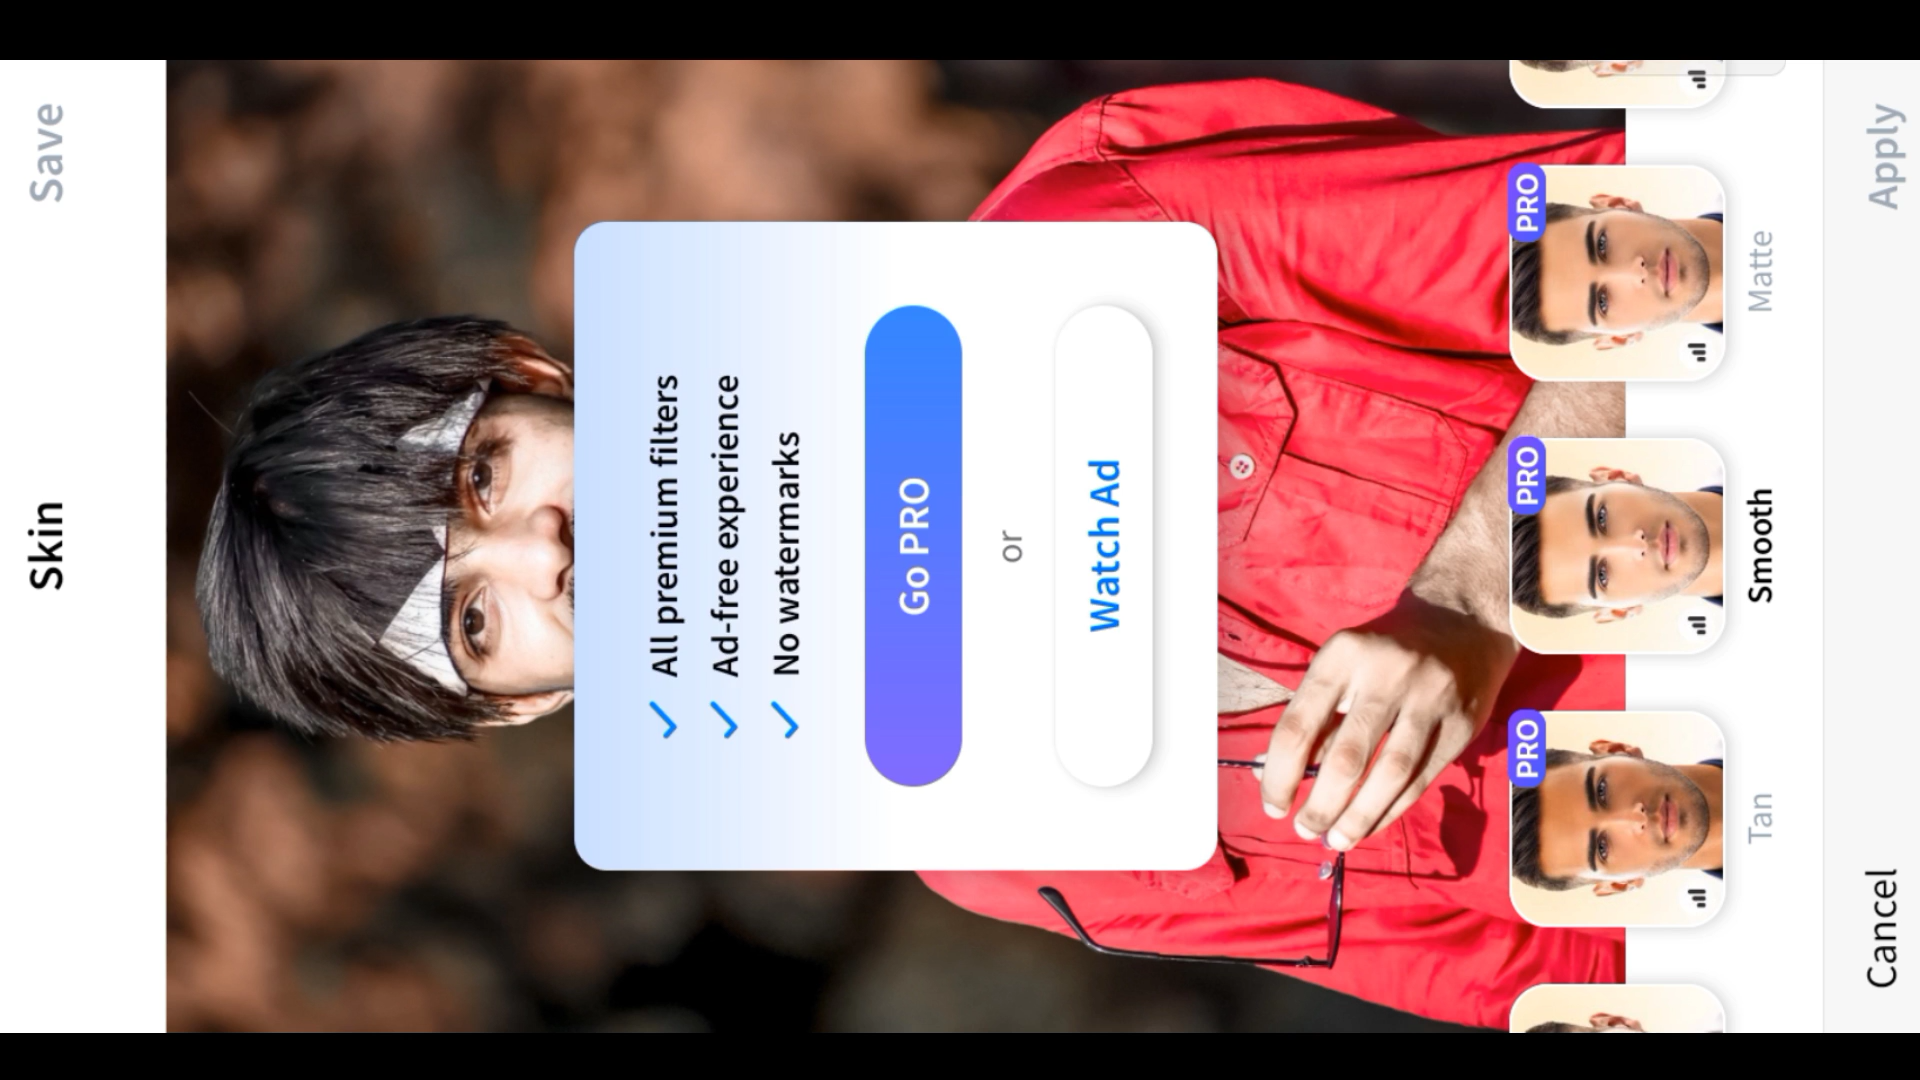 Skin
Save
All premium filters
Ad-free experience
No watermarks
Go PRO
or
Watch Ad
PRO
PRO
PRO
Tan
Smooth
Matte
Cancel
Apply